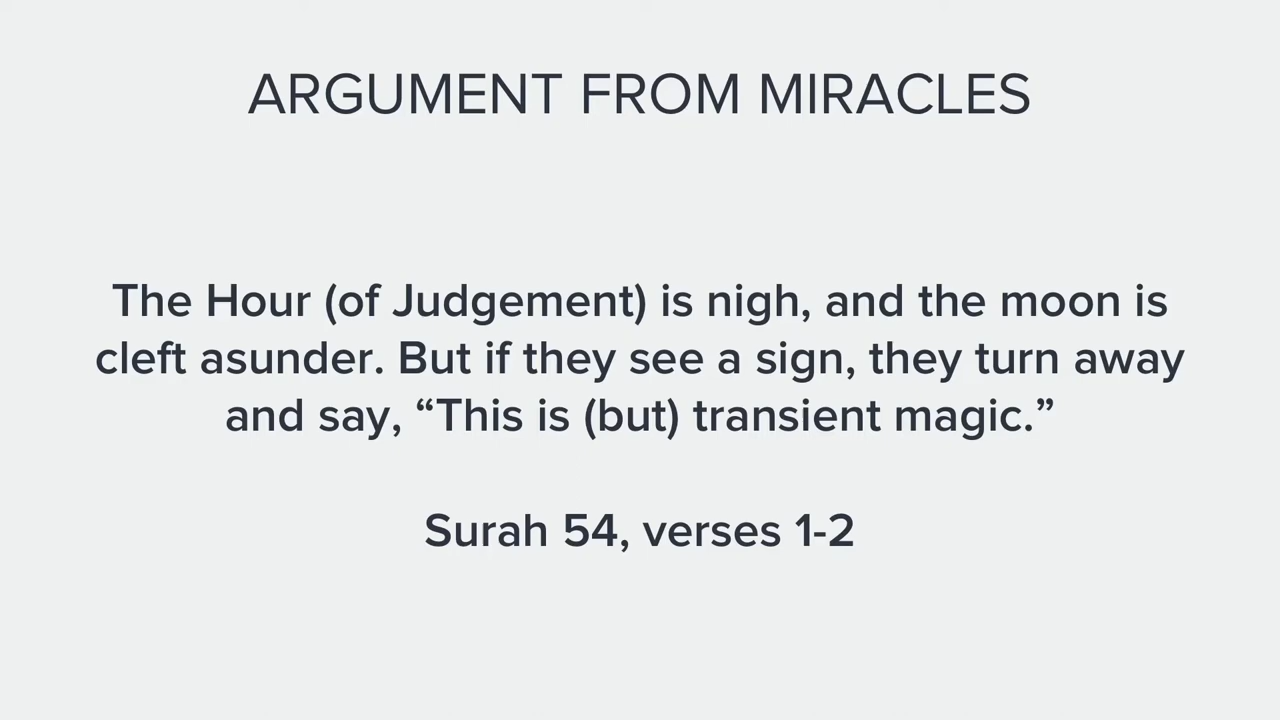 ARGUMENT FROM MIRACLES
The Hour (of Judgement) is nigh, and the moon is
cleft asunder. But if they see a sign, they turn away
and say, “This is (but) transient magic.”
Surah 54, verses 1-2